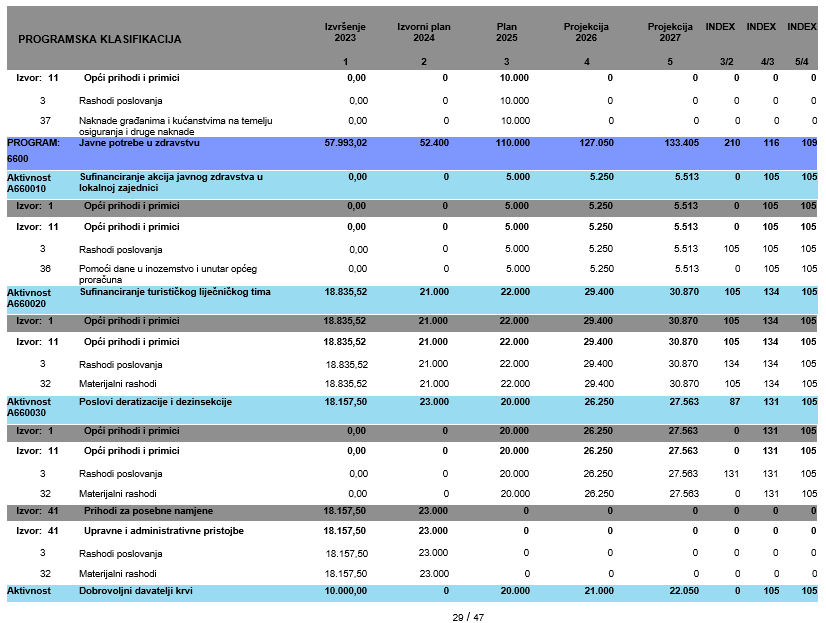 PROGRAMSKA KLASIFIKACIJA Izvršenje 2023 Izvorni plan 2024 Plan 2025 Projekcija 2026 Projekcija 2027 INDEX INDEX INDEX
1 2 3 4 5 3/2 4/3 5/4
Izvor: 11 Opći prihodi i primici 0,00 0 10.000 0 0 0 0 0
3 Rashodi poslovanja 0,00 0 10.000 0 0 0 0 0
37 Naknade građanima i kućanstvima na temelju 0,00 0 10.000 0 0 0 0 0
osiguranja i druge naknade
PROGRAM: Javne potrebe u zdravstvu 57.993,02 52.400 110.000 127.050 133.405 210 116 109
6600
Aktivnost Sufinanciranje akcija javnog zdravstva u 0,00 0 5.000 5.250 5.513 0 105 105
A660010 lokalnoj zajednici
Izvor: 1 Opći prihodi i primici 0,00 0 5.000 5.250 5.513 0 105 105
Izvor: 11 Opći prihodi i primici 0,00 0 5.000 5.250 5.513 0 105 105
3 Rashodi poslovanja 0,00 0 5.000 5.250 5.513 105 105 105
36 Pomoći dane u inozemstvo i unutar općeg 0,00 0 5.000 5.250 5.513 0 105 105
proračuna
Aktivnost Sufinanciranje turističkog liječničkog tima 18.835,52 21.000 22.000 29.400 30.870 105 134 105
A660020
Izvor: 1 Opći prihodi i primici 18.835,52 21.000 22.000 29.400 30.870 105 134 105
Izvor: 11 Opći prihodi i primici 18.835,52 21.000 22.000 29.400 30.870 105 134 105
3 Rashodi poslovanja 18.835,52 21.000 22.000 29.400 30.870 134 134 105
32 Materijalni rashodi 18.835,52 21.000 22.000 29.400 30.870 105 134 105
Aktivnost Poslovi deratizacije i dezinsekcije 18.157,50 23.000 20.000 26.250 27.563 87 131 105
A660030
Izvor: 1 Opći prihodi i primici 0,00 0 20.000 26.250 27.563 0 131 105
Izvor: 11 Opći prihodi i primici 0,00 0 20.000 26.250 27.563 0 131 105
3 Rashodi poslovanja 0,00 0 20.000 26.250 27.563 131 131 105
32 Materijalni rashodi 0,00 0 20.000 26.250 27.563 0 131 105
Izvor: 41 Prihodi za posebne namjene 18.157,50 23.000 0 0 0 0 0 0
Izvor: 41 Upravne i administrativne pristojbe 18.157,50 23.000 0 0 0 0 0 0
3 Rashodi poslovanja 18.157,50 23.000 0 0 0 0 0 0
32 Materijalni rashodi 18.157,50 23.000 0 0 0 0 0 0
Aktivnost Dobrovoljni davatelji krvi 10.000,00 0 20.000 21.000 22.050 0 105 105
29 / 47